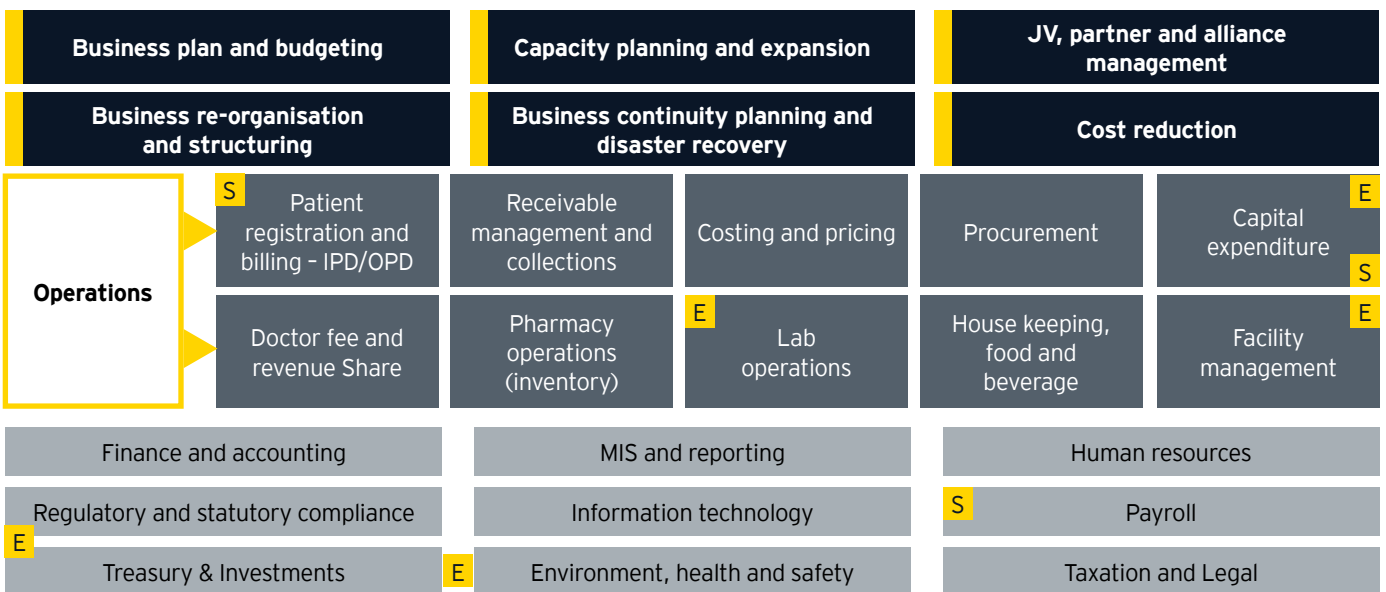 Business plan and budgeting
Capacity planning and expansion
JV, partner and alliance
management
Business re-organisation
and structuring
Business continuity planning and
disaster recovery
Cost reduction
Operations
S
Patient
registration and
billing – IPD/OPD
Receivable
management and
collections
Costing and pricing
Procurement
E
Capital
expenditure
S
Doctor fee and
revenue Share
Pharmacy
operations
(inventory)
E
Lab
operations
House keeping,
food and
beverage
E
Facility
management
Finance and accounting
MIS and reporting
Human resources
Regulatory and statutory compliance
Information technology
S
Payroll
E
Treasury & Investments
E
Environment, health and safety
Taxation and Legal